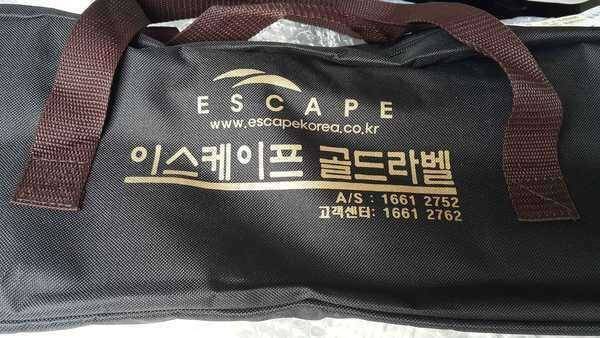 ESCAPE
www.escapekorea.co.kr
이스케이프 골드라벨
A/S : 1661 2752
고객센터: 1661 2762